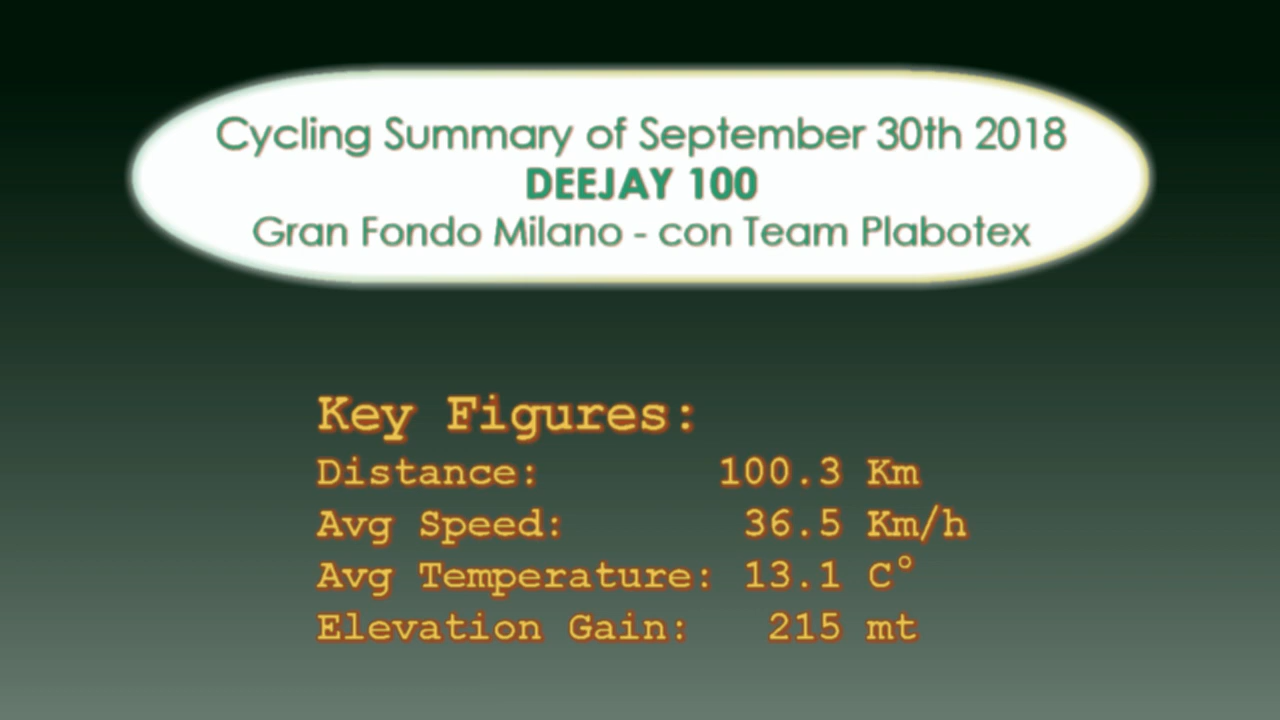 Cycling Summary of September 30th 2018
DEEJAY 100
Gran Fondo Milano - con Team Plabotex
Key Figures:
Distance: 100.3 Km
Avg Speed: 36.5 Km/h
Avg Temperature: 13.1 C°
Elevation Gain: 215 mt